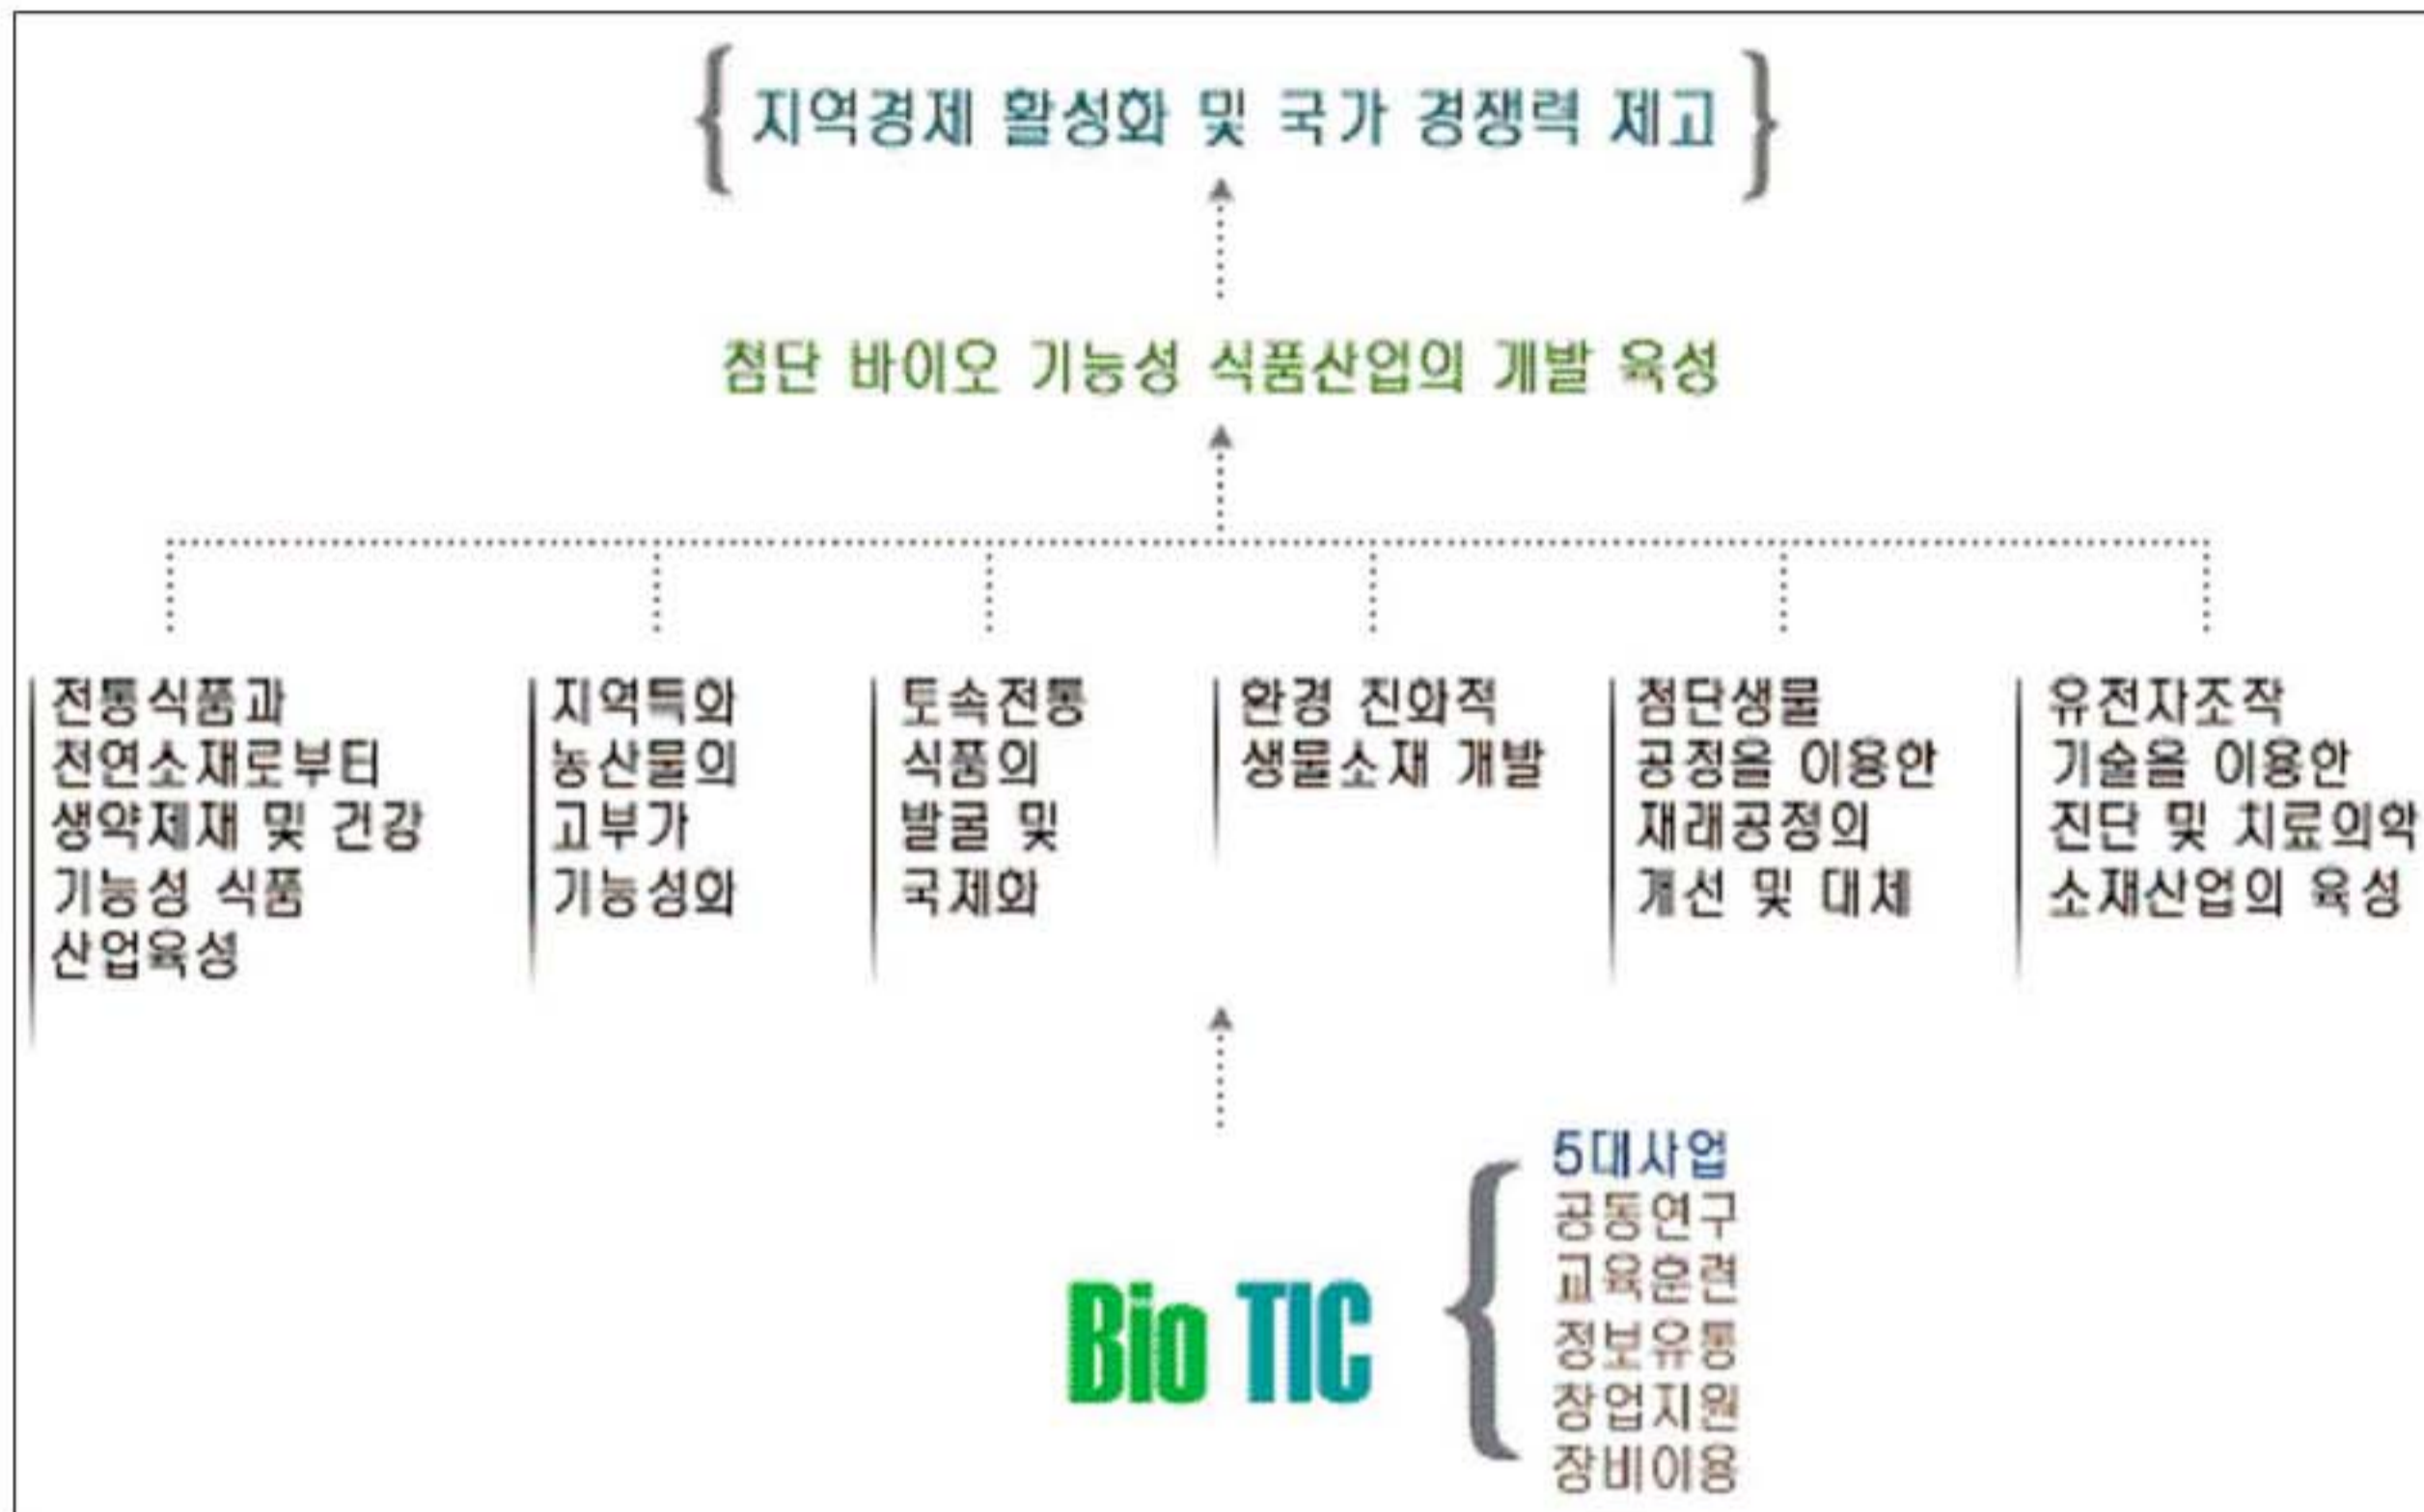 지역경제 활성화 및 국가 경쟁력 제고
첨단 바이오 기능성 식품산업의 개발 육성
전통식품과
전연소재로부터
생약제재 및 건강
기능성 식품
산업육성
지역특화
농산물의
고부가
기능성화
토속전통
식품의
발굴 및
국제화
환경 진화적
생물소재 개발
첨단생물
공정을 이용한
재래공정의
개선 및 대체
유전자조작
기술을 이용한
진단 및 치료의학
소재산업의 육성
Bio TIC
5대사업
공동연구
교육훈련
정보유통
창업지원
장비이용